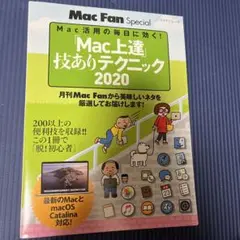 Mac Fan Special
Mac活用の毎日に効く!
「Mac上達」
技ありテクニック
2020
月刊Mac Fanから美味しいネタを
厳選してお届けします!
200以上の
便利技を収録!!
この1冊で
「脱!初心者」
最新のMacと
macOS
Catalina
対応!